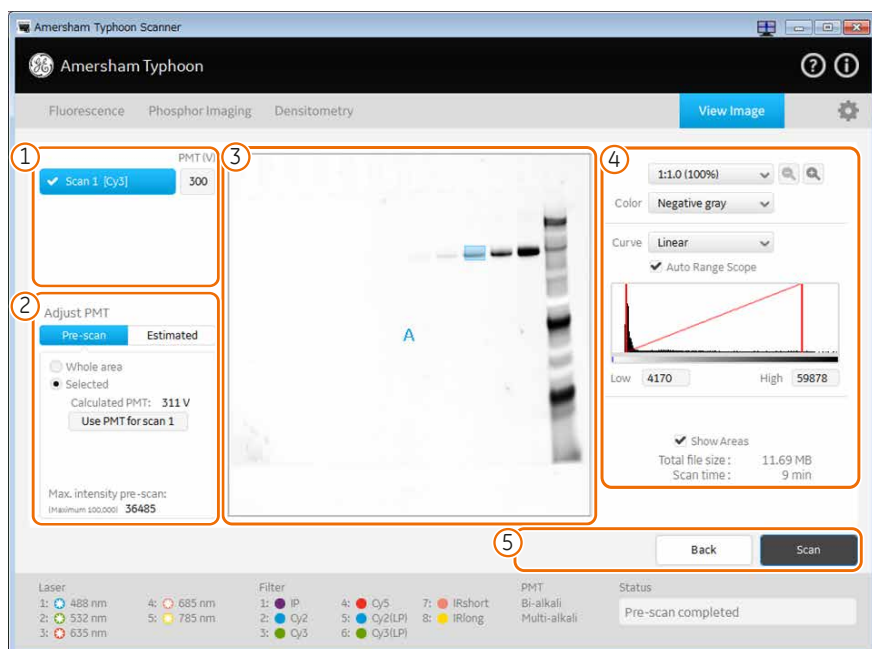 Amersham Typhoon Scanner
Amersham Typhoon
Fluorescence Phosphor Imaging Densitometry View Image
1
PMT (V)
Scan 1 [Cy3] 300
2
Adjust PMT
Pre-scan Estimated
Whole area
Selected
Calculated PMT: 311 V
Use PMT for scan 1
Max. intensity pre-scan:
(Maximum 100,000) 36485
3
A
4
1:1.0 (100%)
Color Negative gray
Curve Linear
Auto Range Scope
Low 4170 High 59878
Show Areas
Total file size: 11.69 MB
Scan time: 9 min
5
Back Scan
Laser
1: 488 nm 4: 685 nm
2: 532 nm 5: 785 nm
3: 635 nm
Filter
1: IP 4: Cy5 7: IRshort
2: Cy2 5: Cy2(LP) 8: IRlong
3: Cy3 6: Cy3(LP)
PMT
Bi-alkali
Multi-alkali
Status
Pre-scan completed